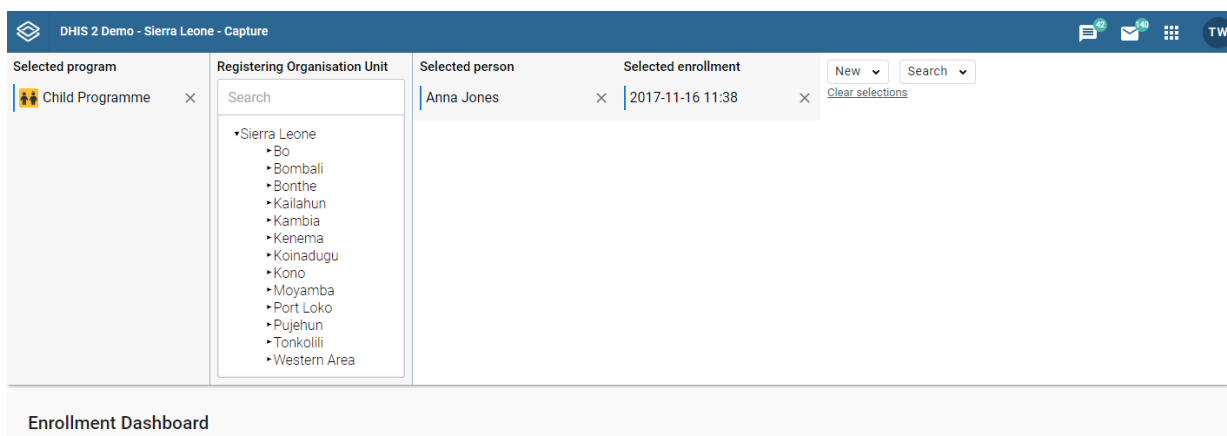 DHIS 2 Demo - Sierra Leone - Capture
42
140
TW
Selected program
Registering Organisation Unit
Selected person
Selected enrollment
New
Search
Child Programme
Search
Anna Jones
2017-11-16 11:38
Clear selections
Sierra Leone
Bo
Bombali
Bonthe
Kailahun
Kambia
Kenema
Koinadugu
Kono
Moyamba
Port Loko
Pujehun
Tonkolili
Western Area
Enrollment Dashboard